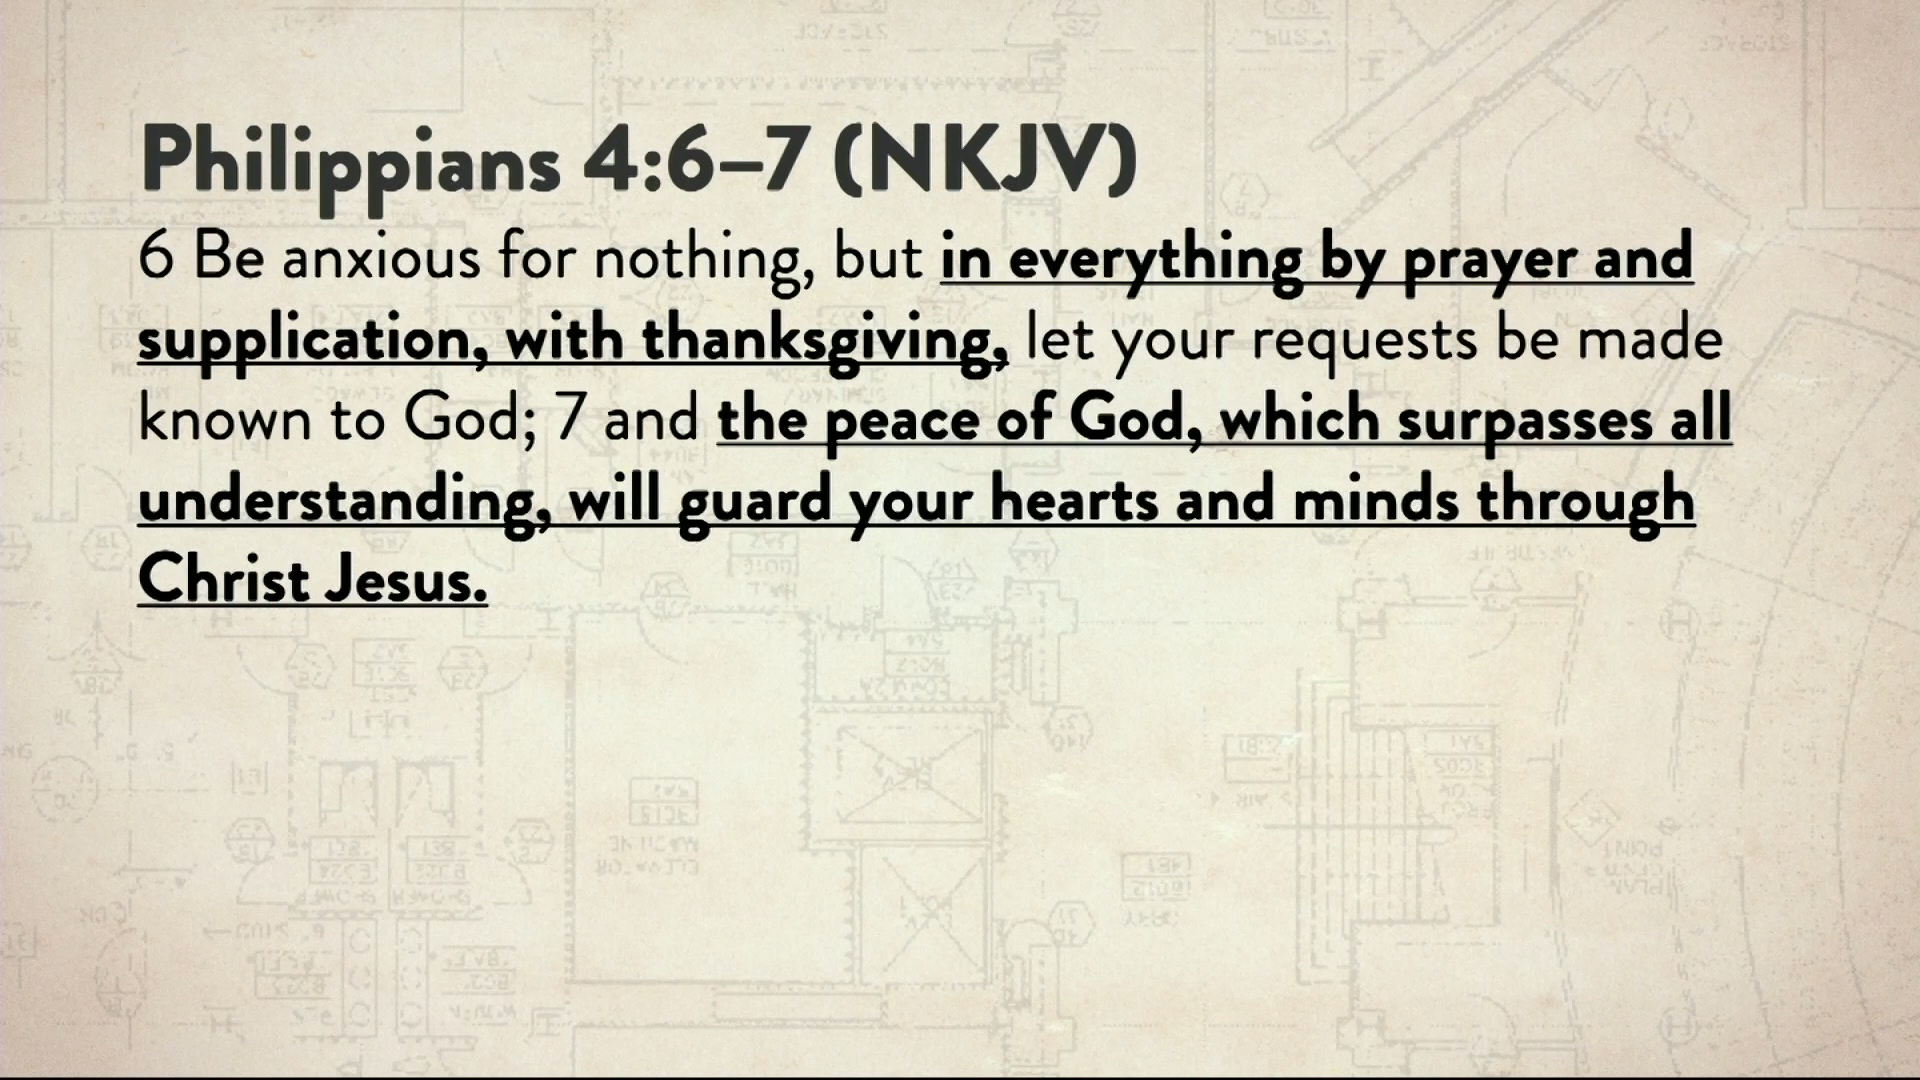 Philippians 4:6–7 (NKJV)
6 Be anxious for nothing, but in everything by prayer and
supplication, with thanksgiving, let your requests be made
known to God; 7 and the peace of God, which surpasses all
understanding, will guard your hearts and minds through
Christ Jesus.